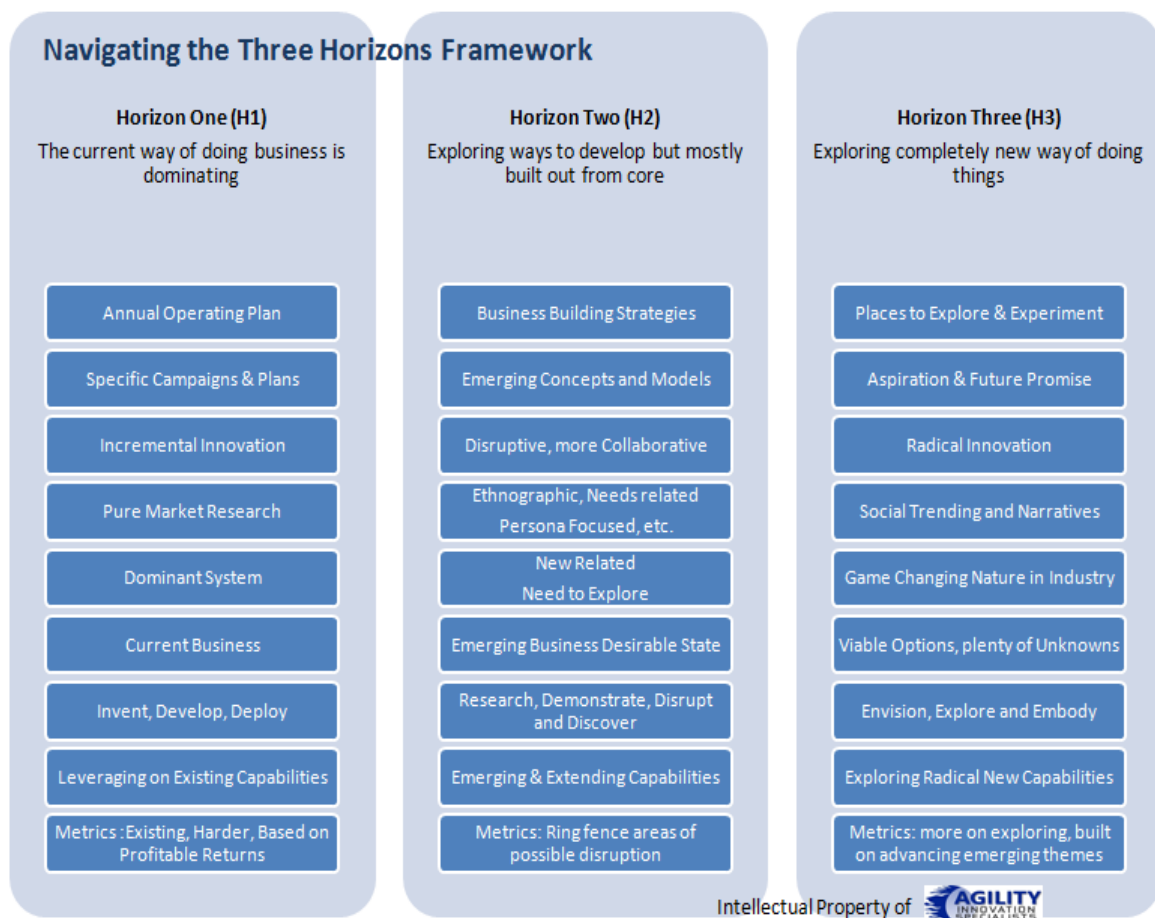 Navigating the Three Horizons Framework
Horizon One (H1)
The current way of doing business is
dominating
Annual Operating Plan
Specific Campaigns & Plans
Incremental Innovation
Pure Market Research
Dominant System
Current Business
Invent, Develop, Deploy
Leveraging on Existing Capabilities
Metrics :Existing, Harder, Based on
Profitable Returns
Horizon Two (H2)
Exploring ways to develop but mostly
built out from core
Business Building Strategies
Emerging Concepts and Models
Disruptive, more Collaborative
Ethnographic, Needs related
Persona Focused, etc.
New Related
Need to Explore
Emerging Business Desirable State
Research, Demonstrate, Disrupt
and Discover
Emerging & Extending Capabilities
Metrics: Ring fence areas of
possible disruption
Horizon Three (H3)
Exploring completely new way of doing
things
Places to Explore & Experiment
Aspiration & Future Promise
Radical Innovation
Social Trending and Narratives
Game Changing Nature in Industry
Viable Options, plenty of Unknowns
Envision, Explore and Embody
Exploring Radical New Capabilities
Metrics: more on exploring, built
on advancing emerging themes
Intellectual Property of
AGILITY
INNOVATION
SPECIALISTS